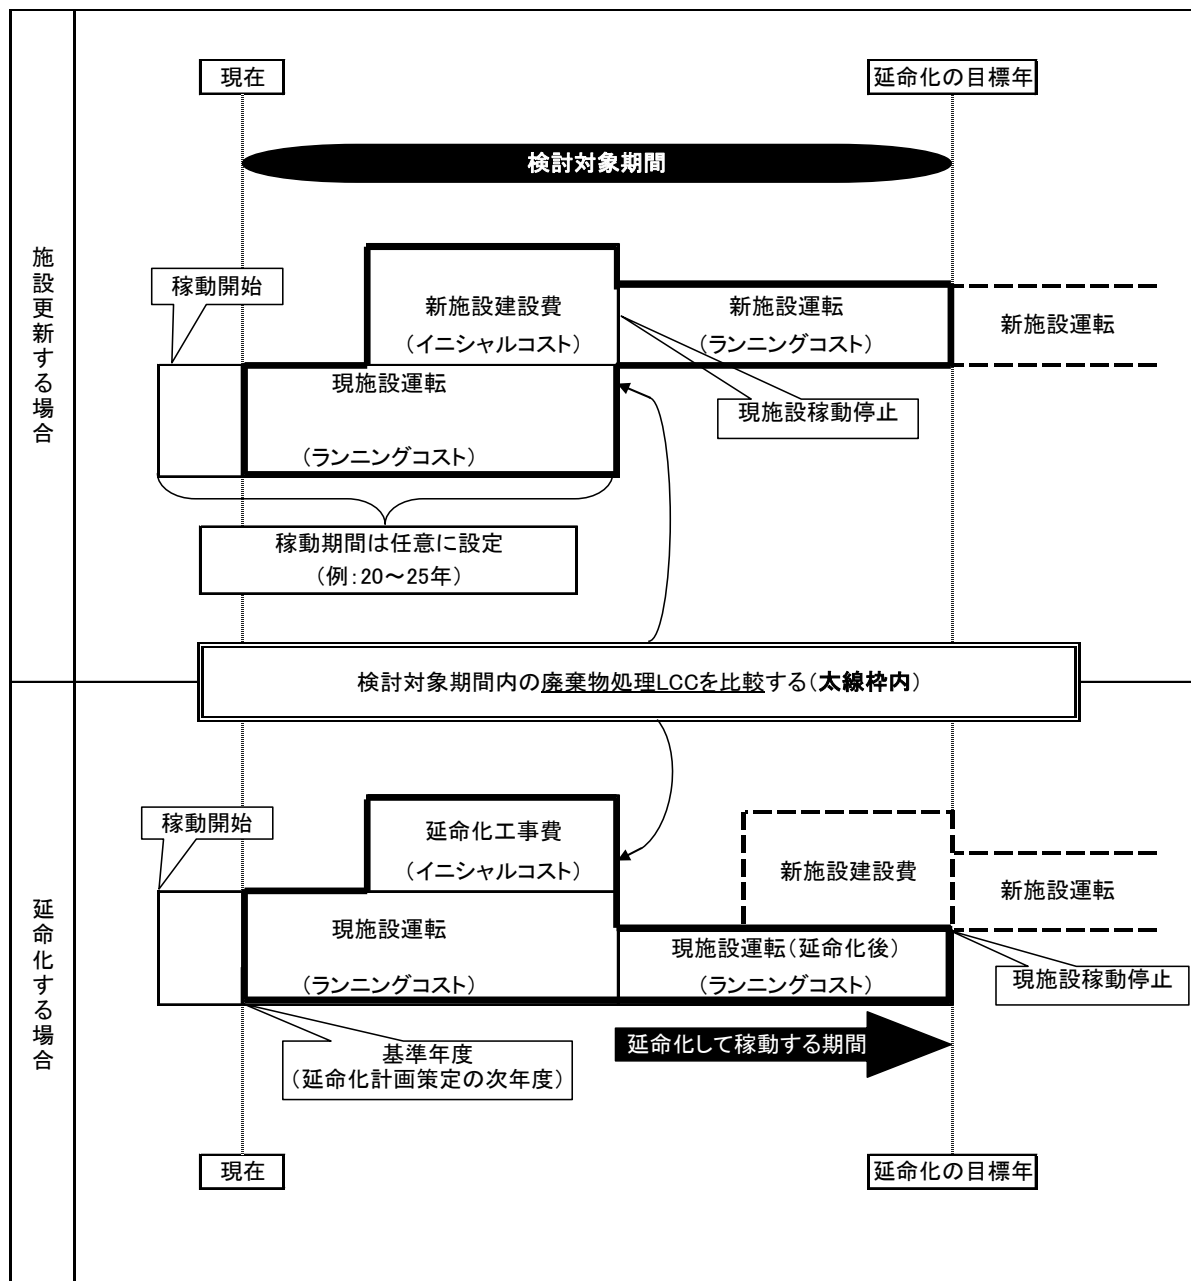 現在
延命化の目標年
検討対象期間
施設更新する場合
稼動開始
新施設建設費
(イニシャルコスト)
新施設運転
(ランニングコスト)
新施設運転
現施設運転
(ランニングコスト)
現施設稼動停止
稼動期間は任意に設定
(例:20~25年)
検討対象期間内の廃棄物処理LCCを比較する(太線枠内)
延命化する場合
稼動開始
延命化工事費
(イニシャルコスト)
新施設建設費
新施設運転
現施設運転
(ランニングコスト)
現施設運転(延命化後)
(ランニングコスト)
現施設稼動停止
延命化して稼動する期間
基準年度
(延命化計画策定の次年度)
現在
延命化の目標年